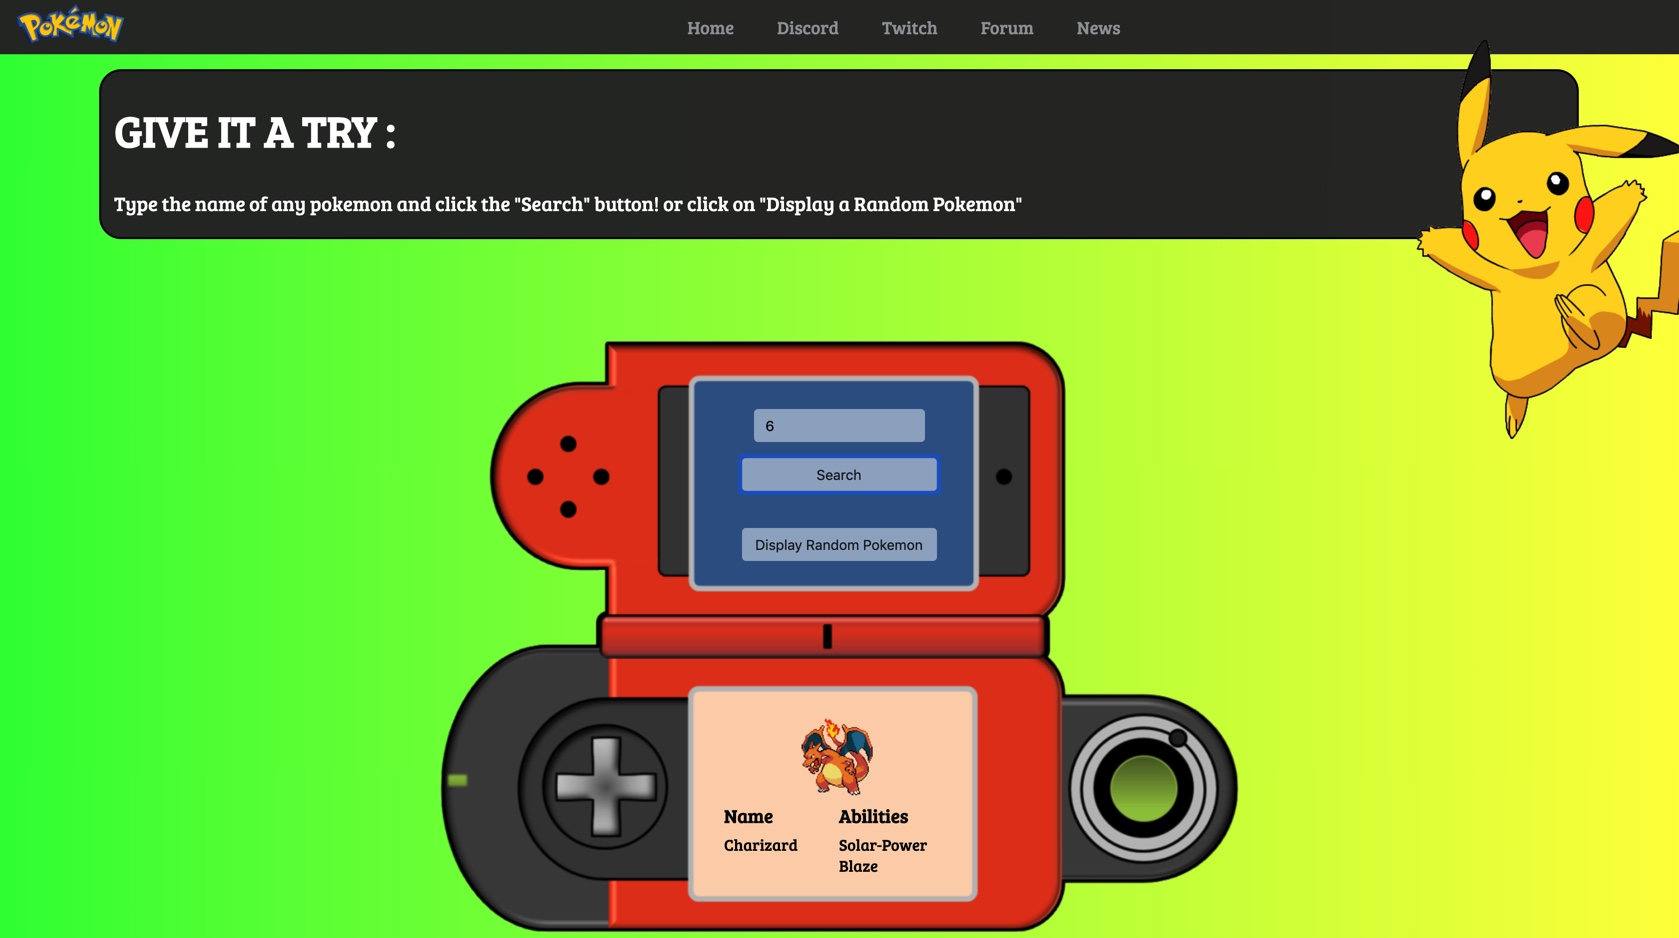 POKéMON
Home Discord Twitch Forum News
GIVE IT A TRY :
Type the name of any pokemon and click the "Search" button! or click on "Display a Random Pokemon"
6
Search
Display Random Pokemon
Name Abilities
Charizard Solar-Power
Blaze